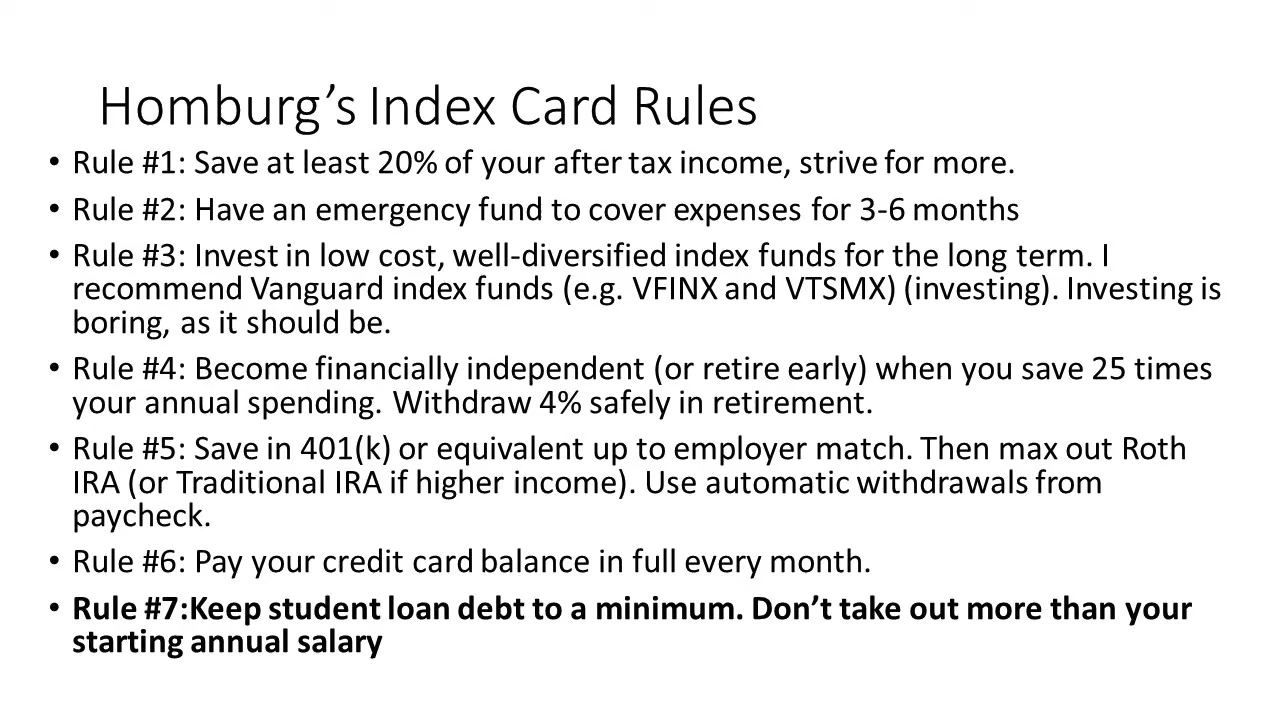 Homburg’s Index Card Rules
• Rule #1: Save at least 20% of your after tax income, strive for more.
• Rule #2: Have an emergency fund to cover expenses for 3-6 months
• Rule #3: Invest in low cost, well-diversified index funds for the long term. I
recommend Vanguard index funds (e.g. VFINX and VTSMX) (investing). Investing is
boring, as it should be.
• Rule #4: Become financially independent (or retire early) when you save 25 times
your annual spending. Withdraw 4% safely in retirement.
• Rule #5: Save in 401(k) or equivalent up to employer match. Then max out Roth
IRA (or Traditional IRA if higher income). Use automatic withdrawals from
paycheck.
• Rule #6: Pay your credit card balance in full every month.
• Rule #7:Keep student loan debt to a minimum. Don’t take out more than your
starting annual salary